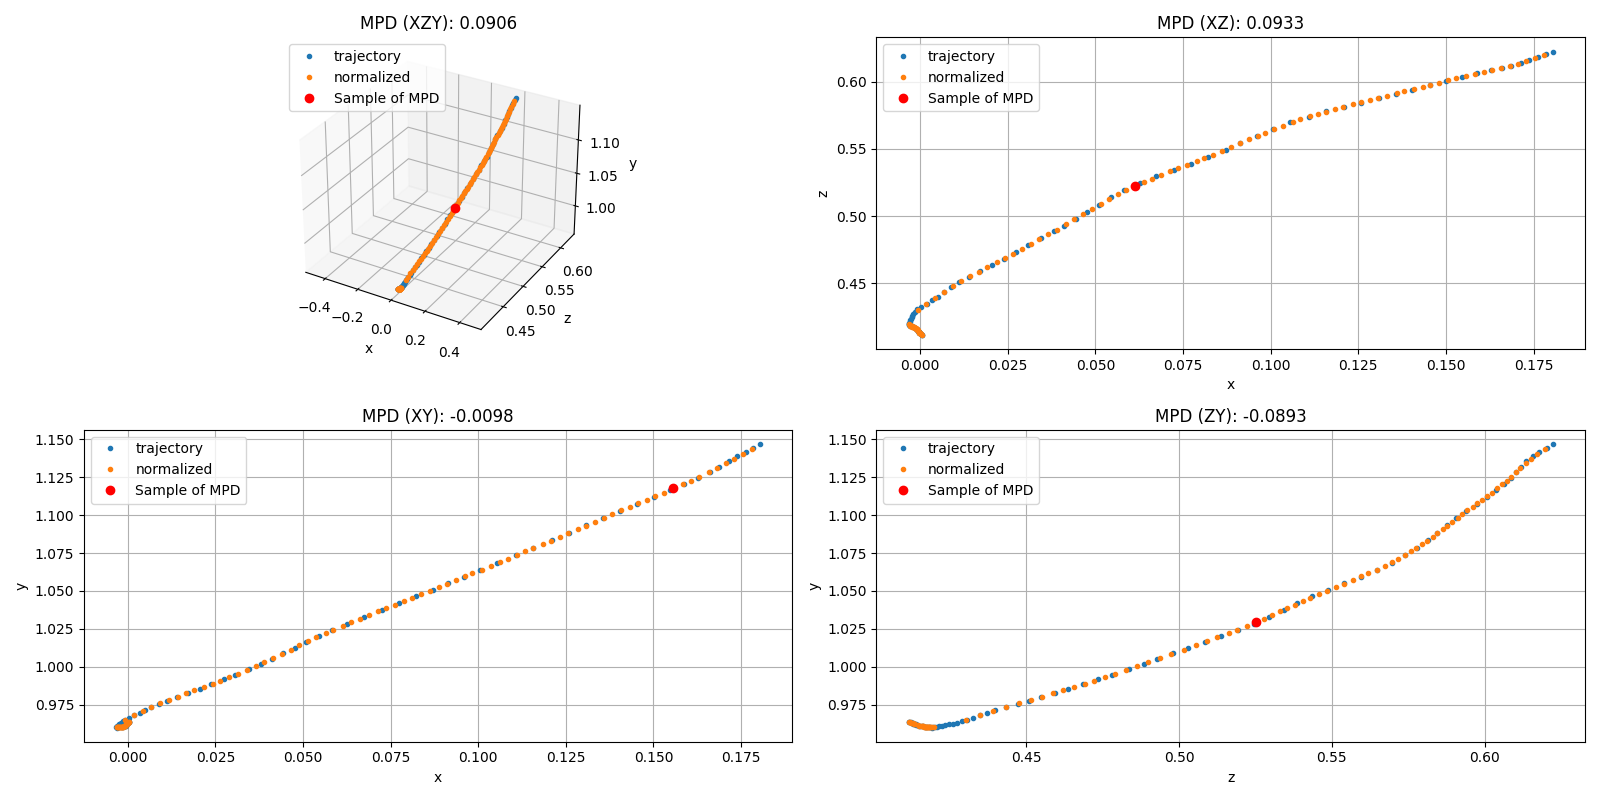 MPD (XZY): 0.0906
trajectory
normalized
Sample of MPD
1.10
1.05
1.00
y
0.60
0.55
0.50
0.45
z
−0.4
−0.2
0.0
0.2
0.4
x
MPD (XZ): 0.0933
trajectory
normalized
Sample of MPD
0.60
0.55
0.50
0.45
z
0.000
0.025
0.050
0.075
0.100
0.125
0.150
0.175
x
MPD (XY): -0.0098
trajectory
normalized
Sample of MPD
1.150
1.125
1.100
1.075
1.050
1.025
1.000
0.975
y
0.000
0.025
0.050
0.075
0.100
0.125
0.150
0.175
x
MPD (ZY): -0.0893
trajectory
normalized
Sample of MPD
1.150
1.125
1.100
1.075
1.050
1.025
1.000
0.975
y
0.45
0.50
0.55
0.60
z